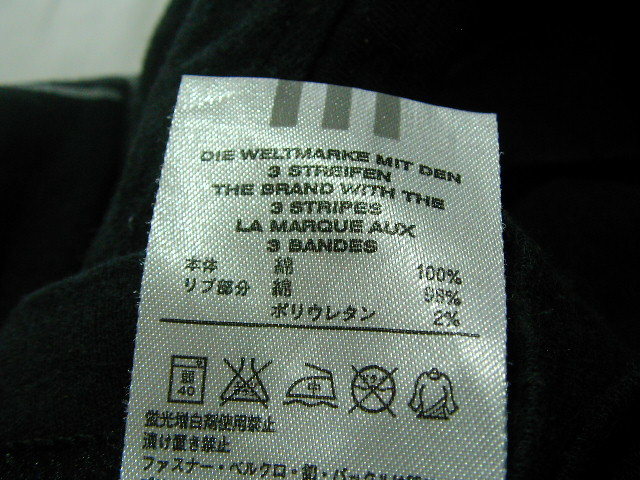 DIE WELTMARKE MIT DEN
3 STREIFEN
THE BRAND WITH THE
3 STRIPES
LA MARQUE AUX
3 BANDES
本体 綿 100%
リブ部分 綿 98%
ポリウレタン 2%
40 中
蛍光増白剤使用禁止
漬け置き禁止
ファスナー・ベルクロ・釦・バックルは